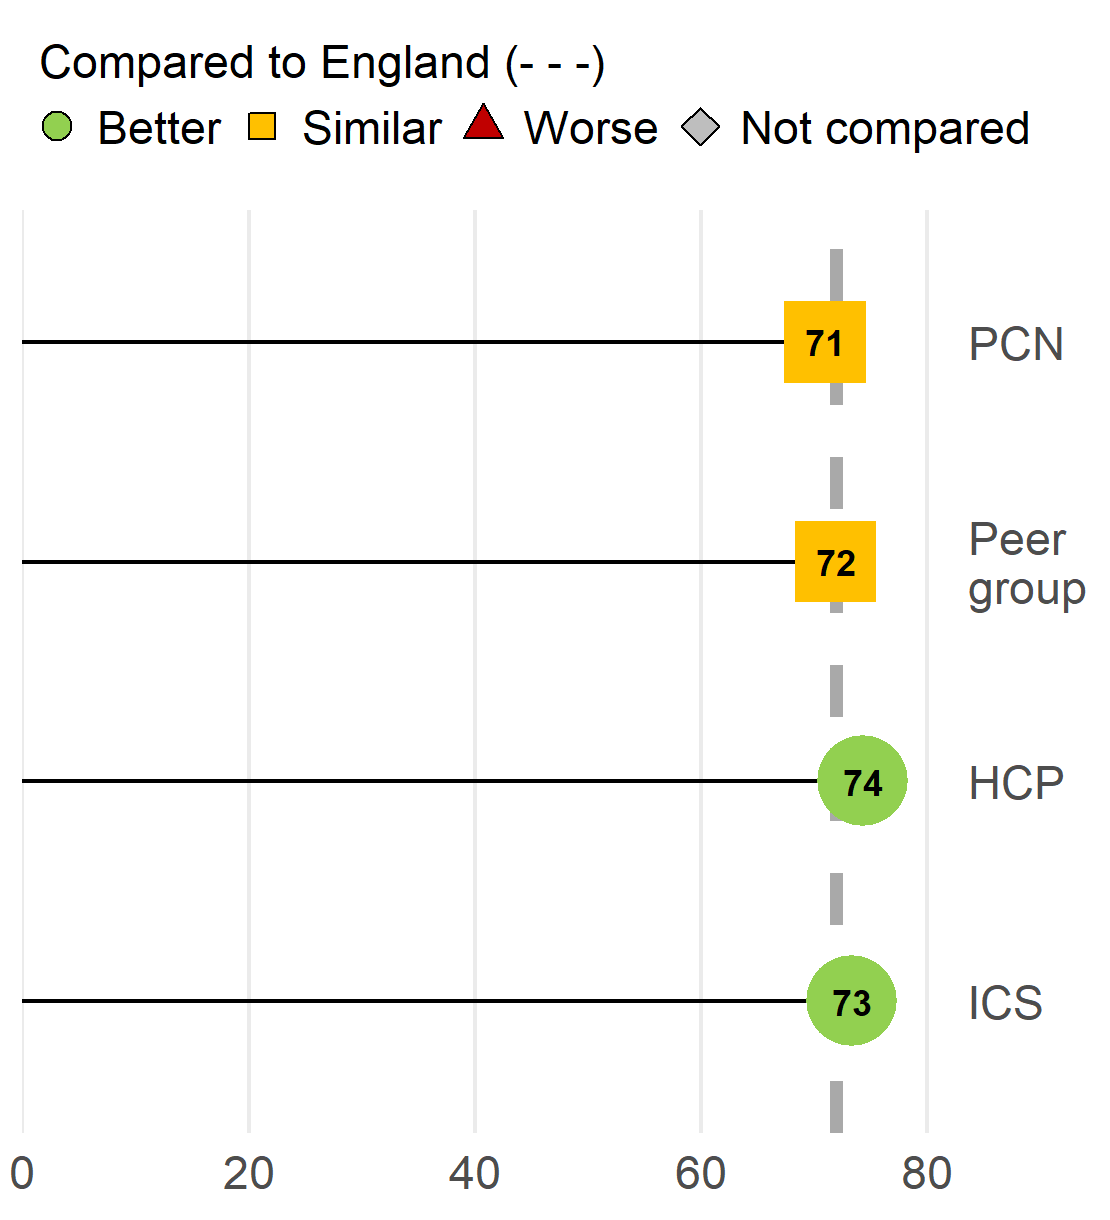 Compared to England (- - -)
Better Similar Worse Not compared
71 PCN
72 Peer
group
74 HCP
73 ICS
0 20 40 60 80